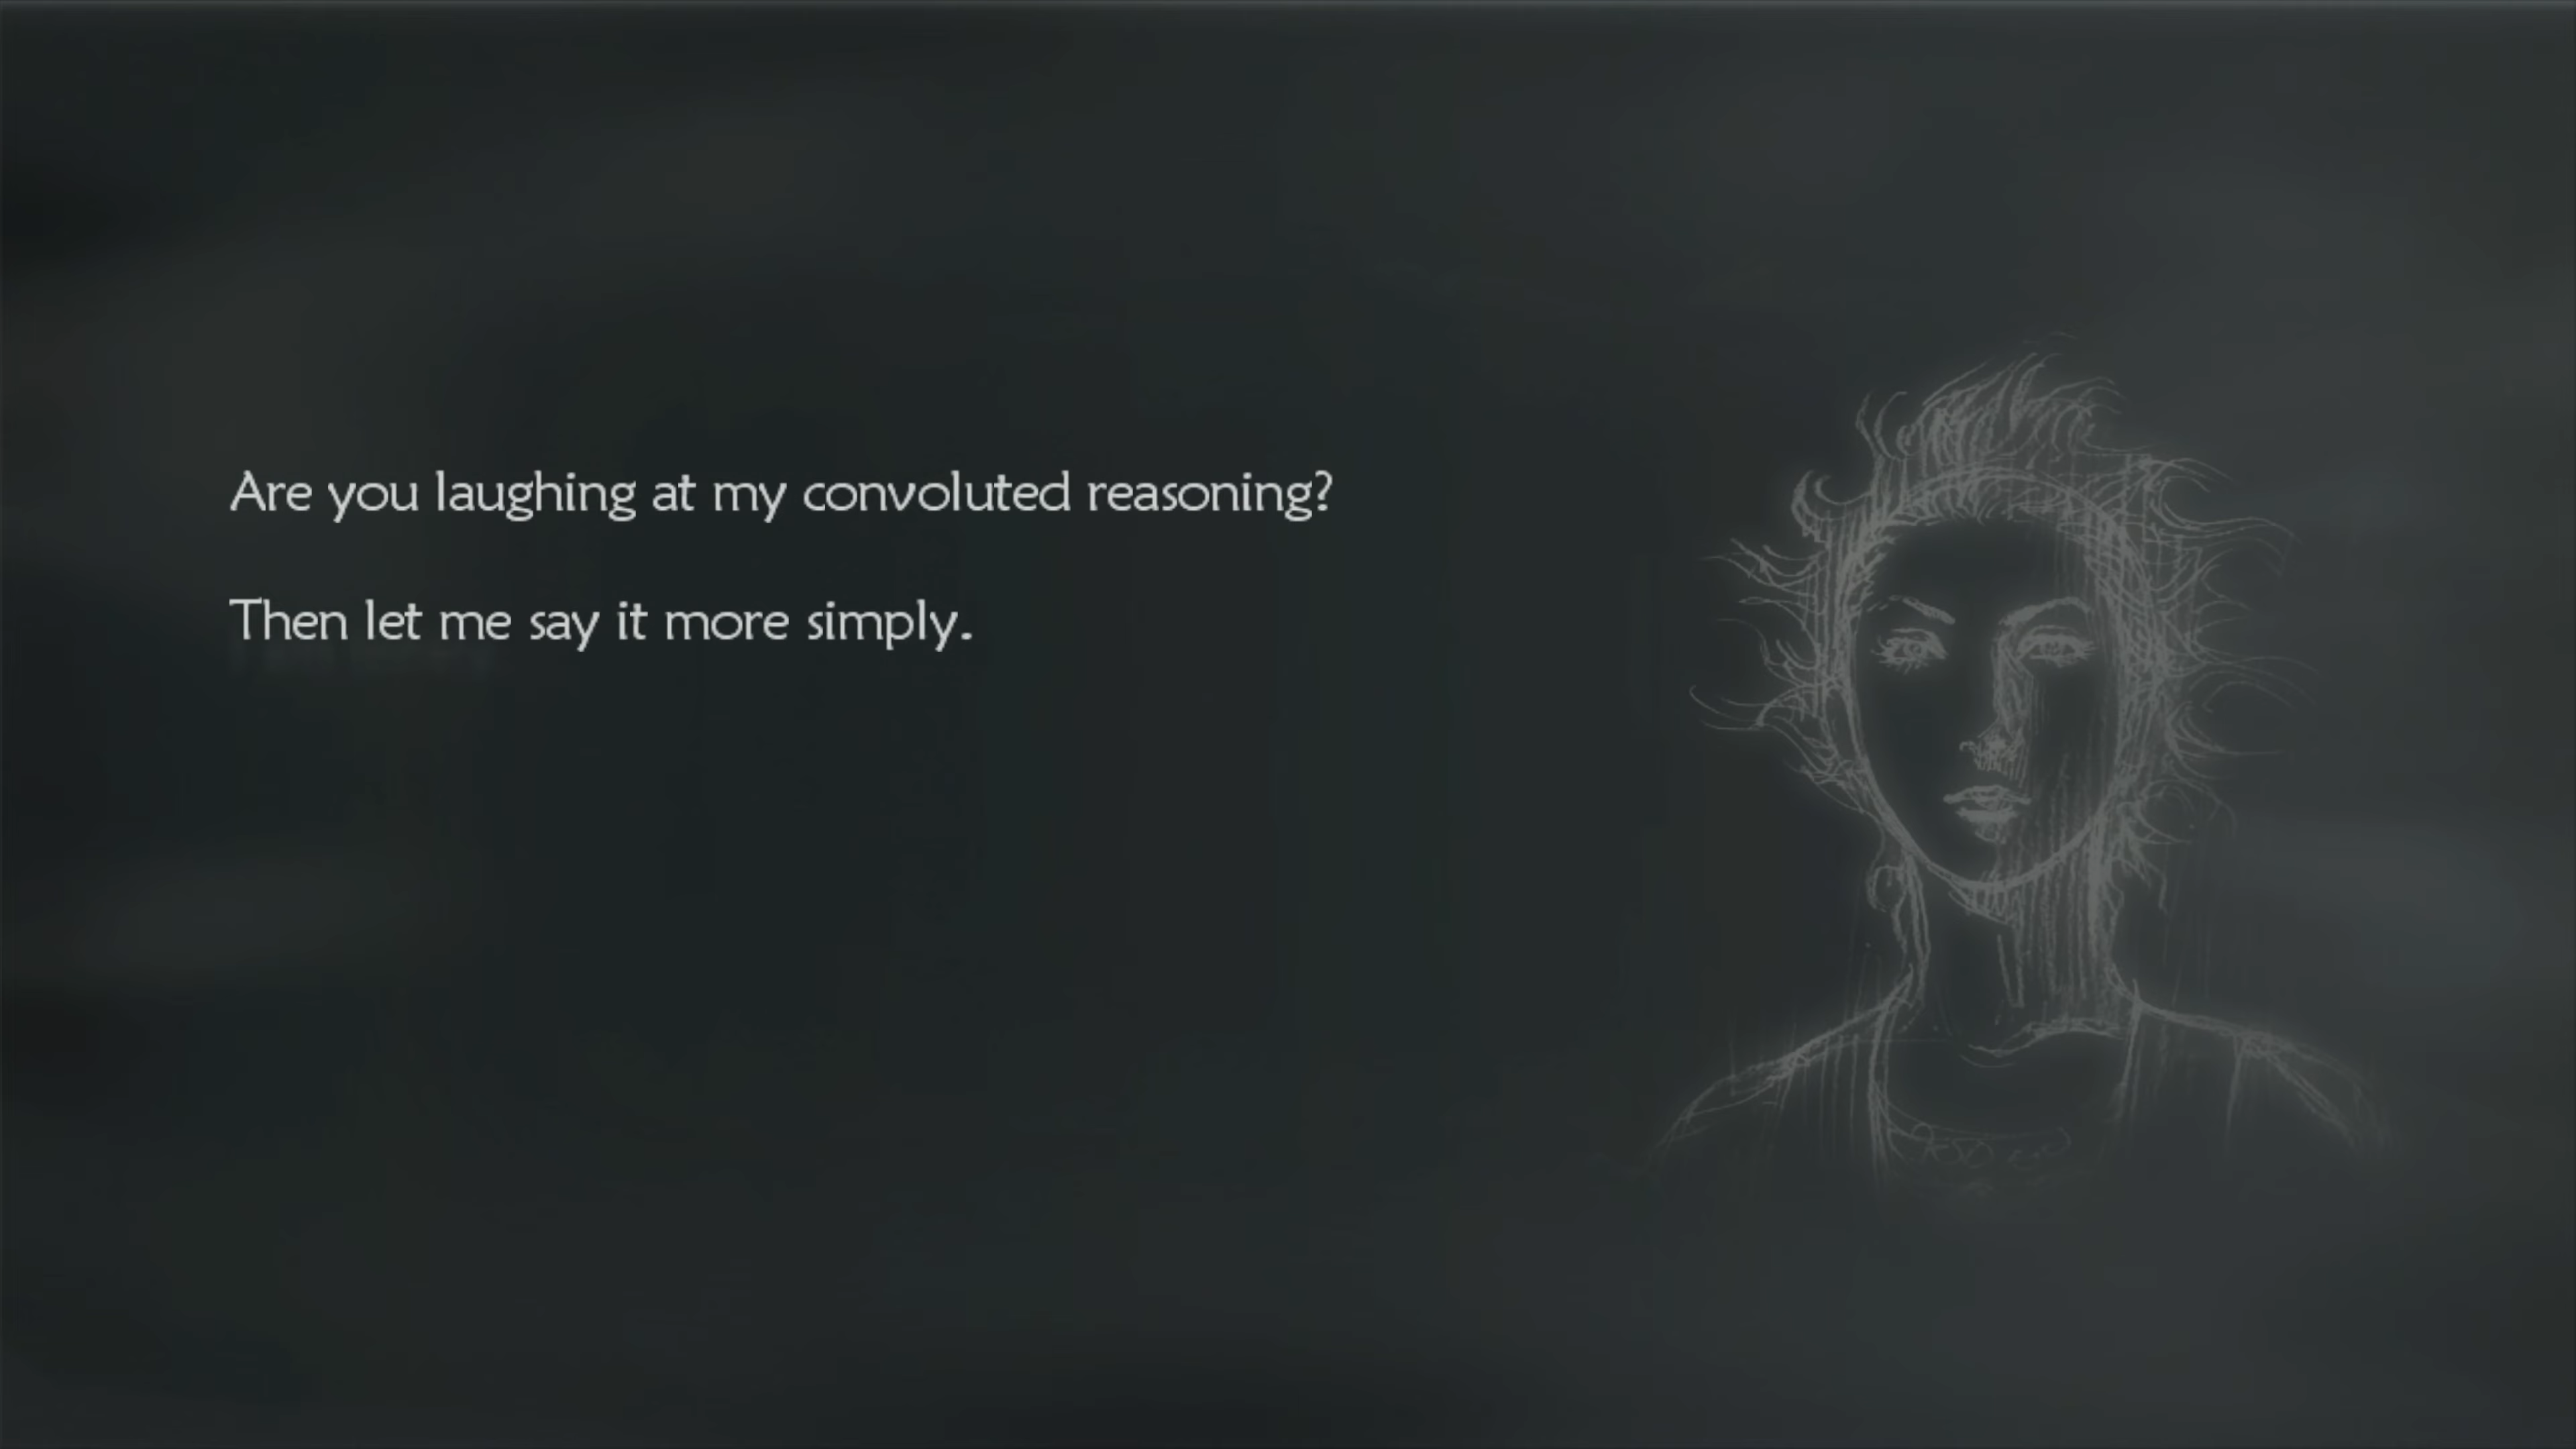 Are you laughing at my convoluted reasoning?
Then let me say it more simply.